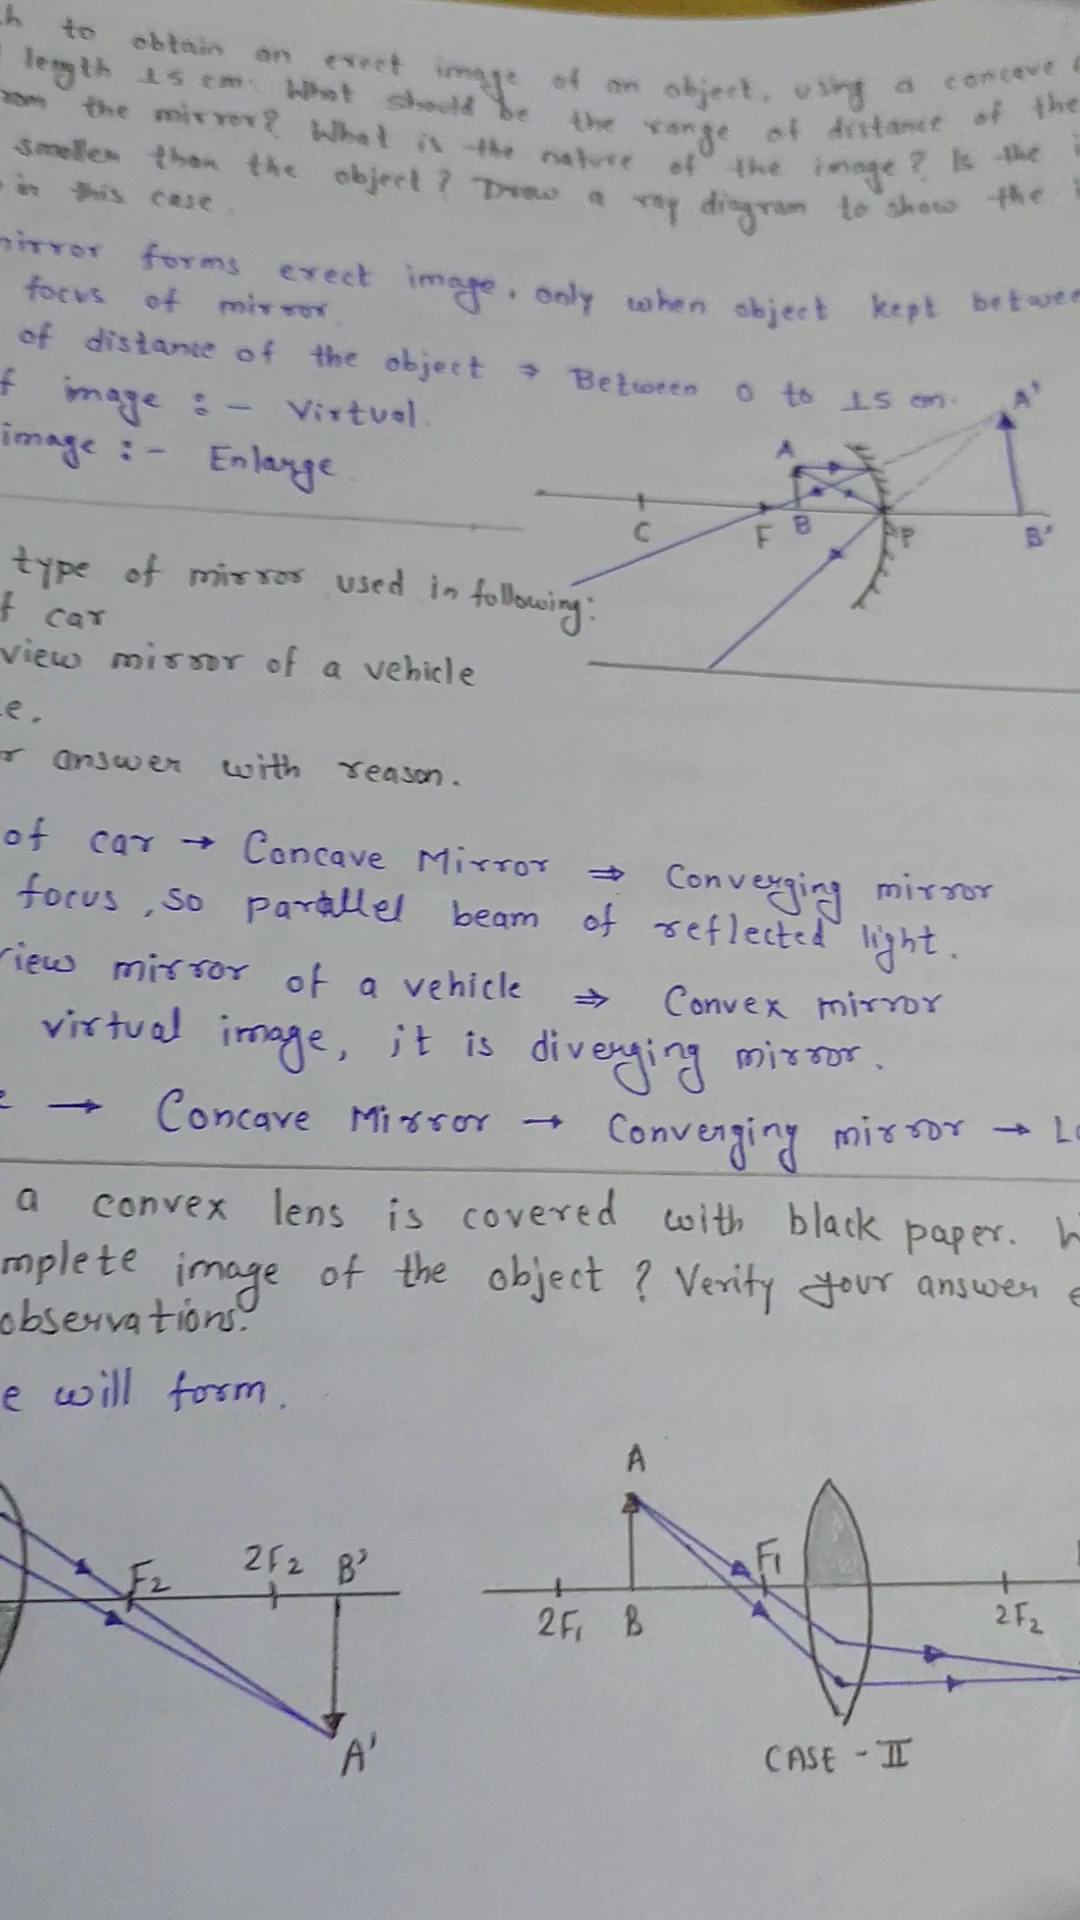 to obtain an erect image of an object, using a concave
length 15 cm. What should be the range of distance of the
the mirror? What is the nature of the image? Is the
smaller than the object? Draw a ray diagram to show the
in this case.
mirror forms erect image, only when object kept between
focus of mirror.
of distance of the object ⇒ Between 0 to 15 cm.
image :- Virtual.
image :- Enlarge
A'
A
C
F
B
P
B'
type of mirror used in following:
car
view mirror of a vehicle
answer with reason.
of car → Concave Mirror ⇒ Converging mirror
focus, so parallel beam of reflected light.
view mirror of a vehicle ⇒ Convex mirror
virtual image, it is diverging mirror.
→ Concave Mirror → Converging mirror →
a convex lens is covered with black paper.
complete image of the object? Verify your answer
observations.
will form.
F2
2F2
B'
A'
A
2F1
B
F1
2F2
CASE - II